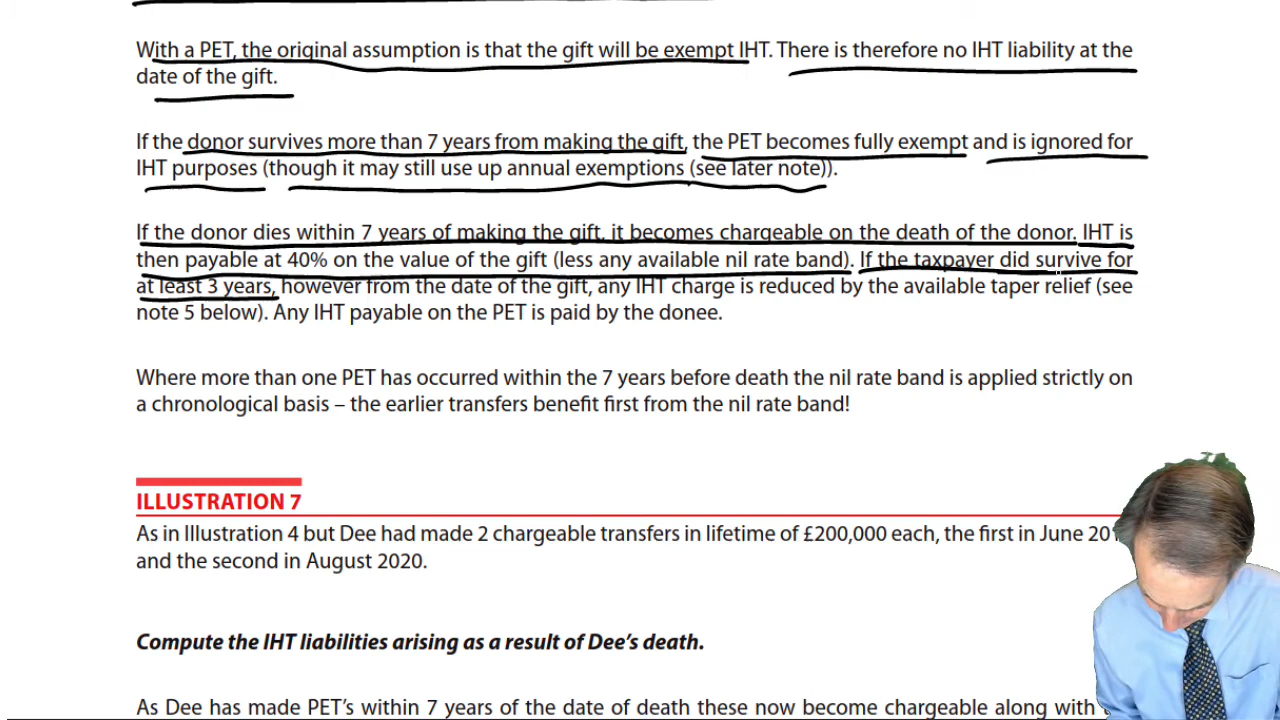 With a PET, the original assumption is that the gift will be exempt IHT. There is therefore no IHT liability at the
date of the gift.
If the donor survives more than 7 years from making the gift, the PET becomes fully exempt and is ignored for
IHT purposes (though it may still use up annual exemptions (see later note)).
If the donor dies within 7 years of making the gift, it becomes chargeable on the death of the donor. IHT is
then payable at 40% on the value of the gift (less any available nil rate band). If the taxpayer did survive for
at least 3 years, however from the date of the gift, any IHT charge is reduced by the available taper relief (see
note 5 below). Any IHT payable on the PET is paid by the donee.
Where more than one PET has occurred within the 7 years before death the nil rate band is applied strictly on
a chronological basis – the earlier transfers benefit first from the nil rate band!
ILLUSTRATION 7
As in Illustration 4 but Dee had made 2 chargeable transfers in lifetime of £200,000 each, the first in June
and the second in August 2020.
Compute the IHT liabilities arising as a result of Dee's death.
As Dee has made PET's within 7 years of the date of death these now become chargeable along with